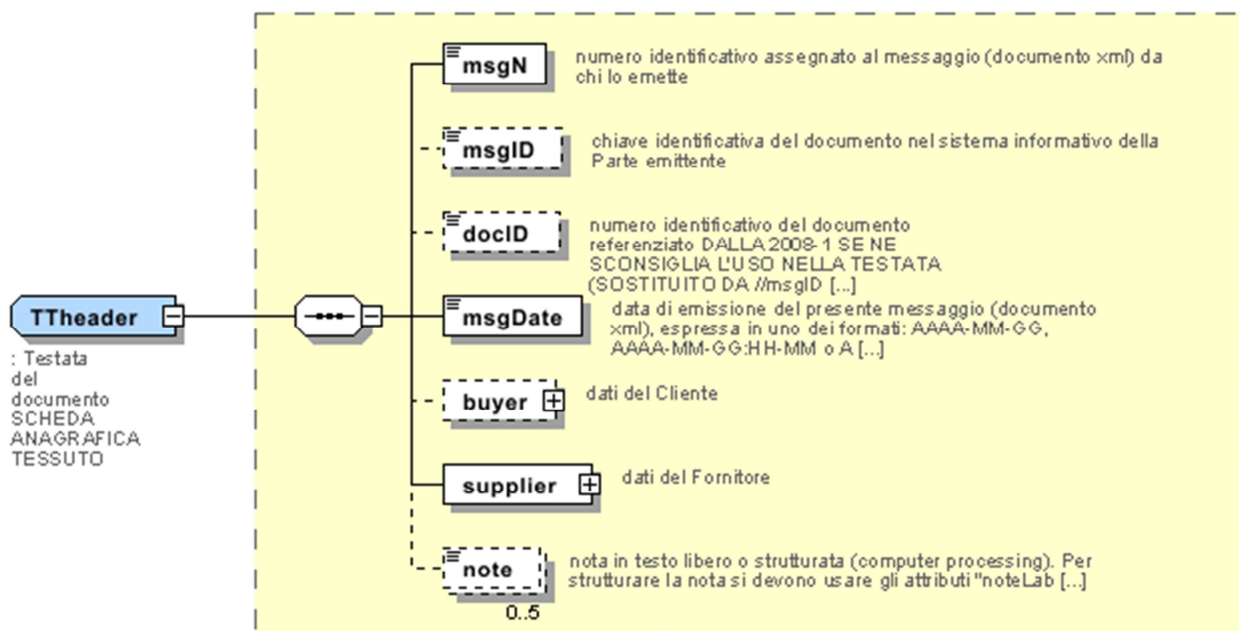 msgN
numero identificativo assegnato al messaggio (documento xml) da
chi lo emette
msgID
chiave identificativa del documento nel sistema informativo della
Parte emittente
docID
numero identificativo del documento
referenziato DALLA 2008-1 SE NE
SCONSIGLIA L'USO NELLA TESTATA
(SOSTITUITO DA //msgID [...]
TTheader
: Testata
del
documento
SCHEDA
ANAGRAFICA
TESSUTO
msgDate
data di emissione del presente messaggio (documento
xml), espressa in uno dei formati: AAAA-MM-GG,
AAAA-MM-GG:HH-MM o A [...]
buyer
dati del Cliente
supplier
dati del Fornitore
note
nota in testo libero o strutturata (computer processing). Per
strutturare la nota si devono usare gli attributi "noteLab [...]
0..5